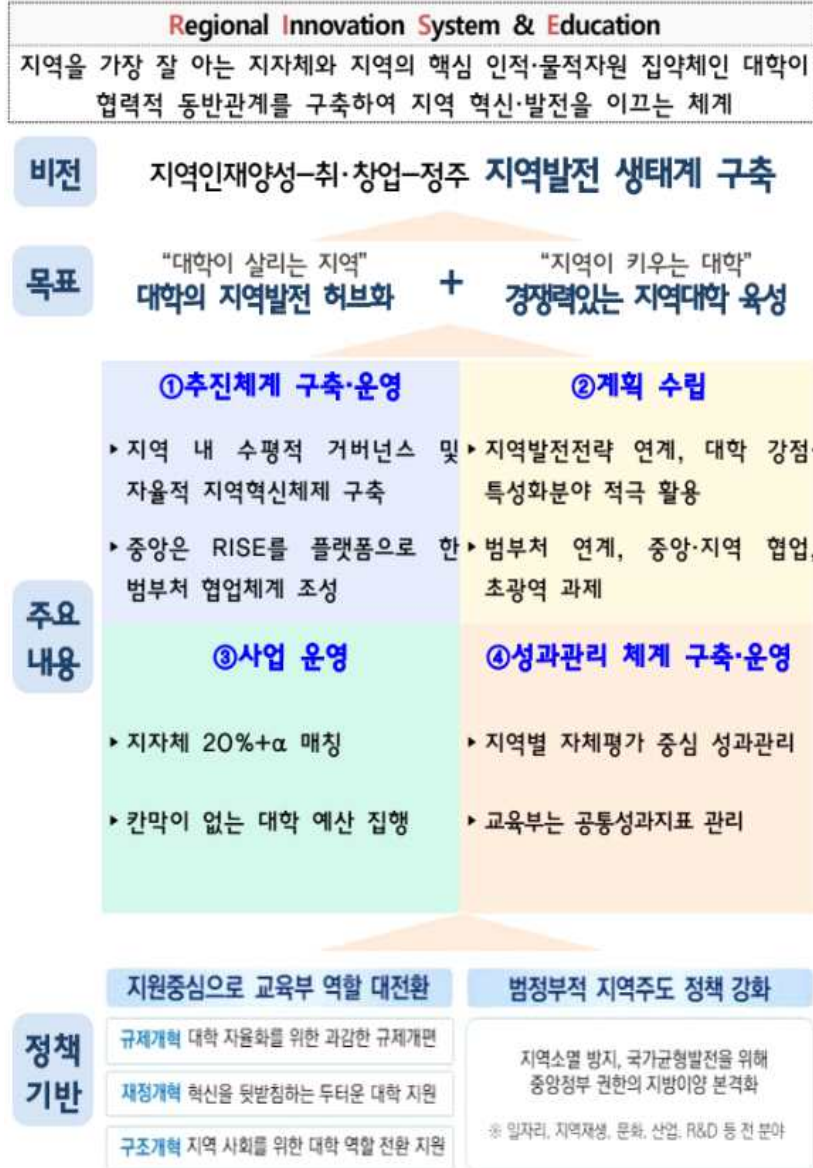 Regional Innovation System & Education
지역을 가장 잘 아는 지자체와 지역의 핵심 인적·물적자원 집약체인 대학이
협력적 동반관계를 구축하여 지역 혁신·발전을 이끄는 체계
비전
지역인재양성–취·창업–정주 지역발전 생태계 구축
목표
“대학이 살리는 지역”
대학의 지역발전 허브화
+
“지역이 키우는 대학”
경쟁력있는 지역대학 육성
주요
내용
①추진체계 구축·운영
▸지역 내 수평적 거버넌스 및
자율적 지역혁신체제 구축
▸중앙은 RISE를 플랫폼으로 한
범부처 협업체계 조성
②계획 수립
▸지역발전전략 연계, 대학 강점·
특성화분야 적극 활용
▸범부처 연계, 중앙·지역 협업,
초광역 과제
③사업 운영
▸지자체 20%+α 매칭
▸칸막이 없는 대학 예산 집행
④성과관리 체계 구축·운영
▸지역별 자체평가 중심 성과관리
▸교육부는 공통성과지표 관리
정책
기반
지원중심으로 교육부 역할 대전환
규제개혁 대학 자율화를 위한 과감한 규제개편
재정개혁 혁신을 뒷받침하는 두터운 대학 지원
구조개혁 지역 사회를 위한 대학 역할 전환 지원
범정부적 지역주도 정책 강화
지역소멸 방지, 국가균형발전을 위해
중앙정부 권한의 지방이양 본격화
※ 일자리, 지역재생, 문화, 산업, R&D 등 전 분야